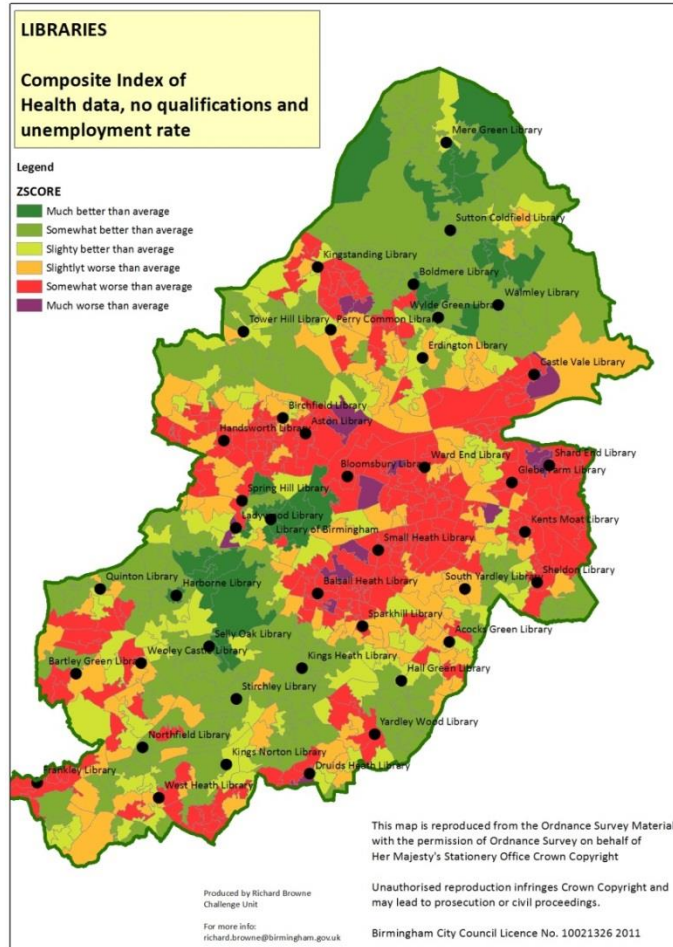 LIBRARIES
Composite Index of
Health data, no qualifications and
unemployment rate
Legend
ZSCORE
Much better than average
Somewhat better than average
Slighty better than average
Slightlyt worse than average
Somewhat worse than average
Much worse than average
Mere Green Library
Sutton Coldfield Library
Kingstanding Library
Boldmere Library
Wylde Green Library
Walmley Library
Tower Hill Library
Perry Common Library
Erdington Library
Castle Vale Library
Birchfield Library
Aston Library
Handsworth Library
Bloomsbury Library
Ward End Library
Shard End Library
Glebe Farm Library
Spring Hill Library
Ladywood Library
Library of Birmingham
Kents Moat Library
Small Heath Library
Quinton Library
Harborne Library
Balsall Heath Library
South Yardley Library
Sheldon Library
Sparkhill Library
Acocks Green Library
Selly Oak Library
Weoley Castle Library
Bartley Green Library
Kings Heath Library
Hall Green Library
Stirchley Library
Yardley Wood Library
Northfield Library
Kings Norton Library
Druids Heath Library
Frankley Library
West Heath Library
This map is reproduced from the Ordnance Survey Material
with the permission of Ordnance Survey on behalf of
Her Majesty's Stationery Office Crown Copyright
Unauthorised reproduction infringes Crown Copyright and
may lead to prosecution or civil proceedings.
Birmingham City Council Licence No. 10021326 2011
Produced by Richard Browne
Challenge Unit
For more info:
richard.browne@birmingham.gov.uk